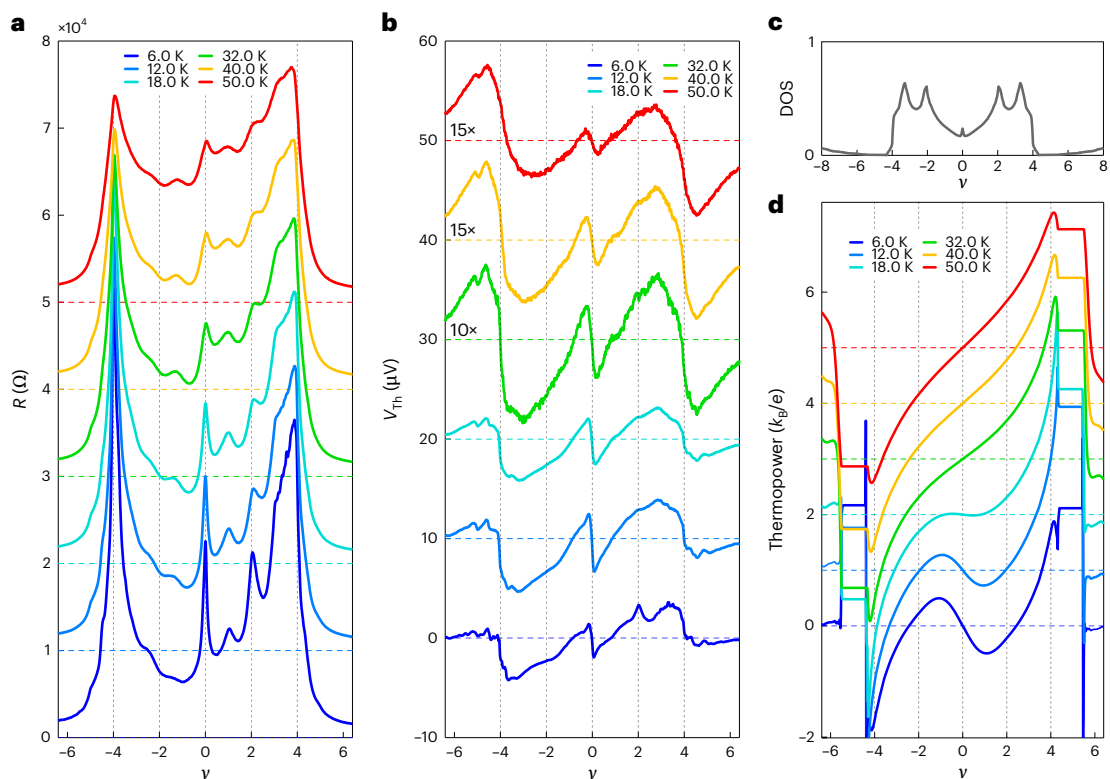 a
×10⁴
8
7
6
5
4
3
2
1
0
R (Ω)
6.0 K
12.0 K
18.0 K
32.0 K
40.0 K
50.0 K
−6 −4 −2 0 2 4 6
ν
b
60
50
40
30
20
10
0
−10
V_Th (μV)
6.0 K
12.0 K
18.0 K
32.0 K
40.0 K
50.0 K
15×
15×
10×
−6 −4 −2 0 2 4 6
ν
c
1
0
DOS
−8 −6 −4 −2 0 2 4 6 8
ν
d
6
4
2
0
−2
Thermopower (k_B/e)
6.0 K
12.0 K
18.0 K
32.0 K
40.0 K
50.0 K
−6 −4 −2 0 2 4 6
ν